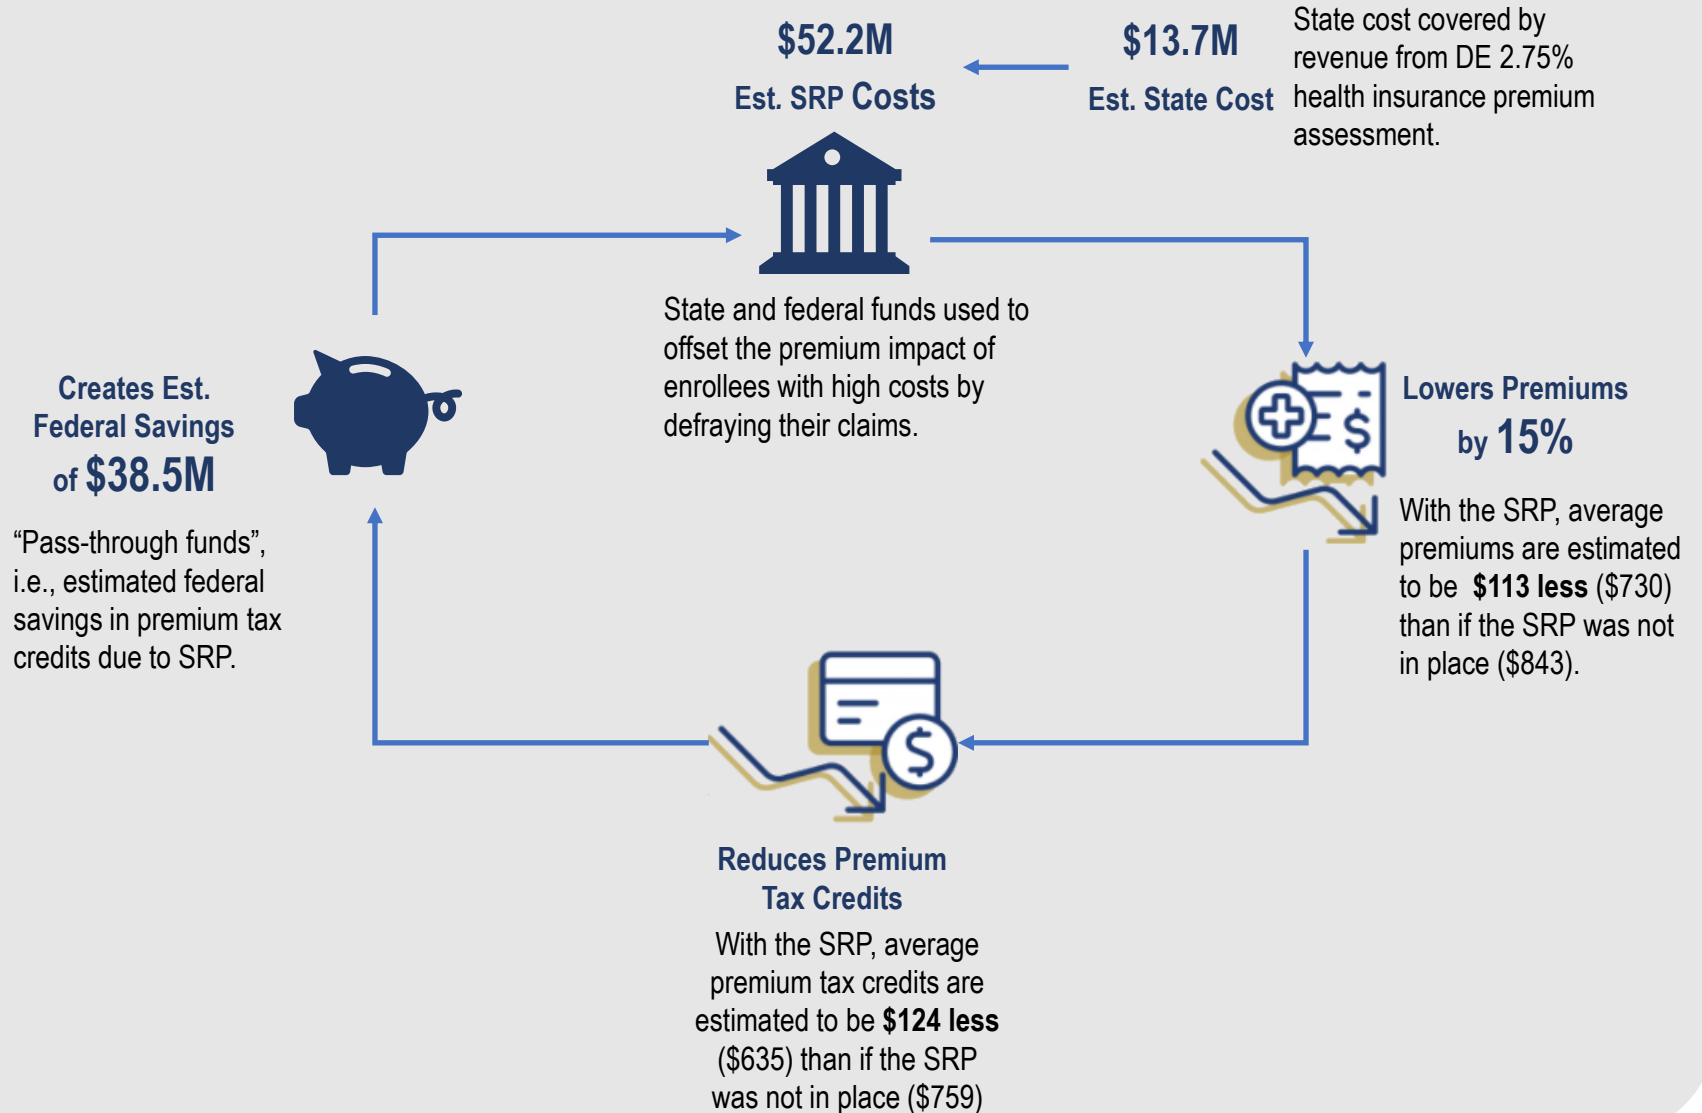 $52.2M
Est. SRP Costs
$13.7M
Est. State Cost
State cost covered by
revenue from DE 2.75%
health insurance premium
assessment.
State and federal funds used to
offset the premium impact of
enrollees with high costs by
defraying their claims.
Lowers Premiums
by 15%
With the SRP, average
premiums are estimated
to be $113 less ($730)
than if the SRP was not
in place ($843).
Reduces Premium
Tax Credits
With the SRP, average
premium tax credits are
estimated to be $124 less
($635) than if the SRP
was not in place ($759)
Creates Est.
Federal Savings
of $38.5M
“Pass-through funds”,
i.e., estimated federal
savings in premium tax
credits due to SRP.